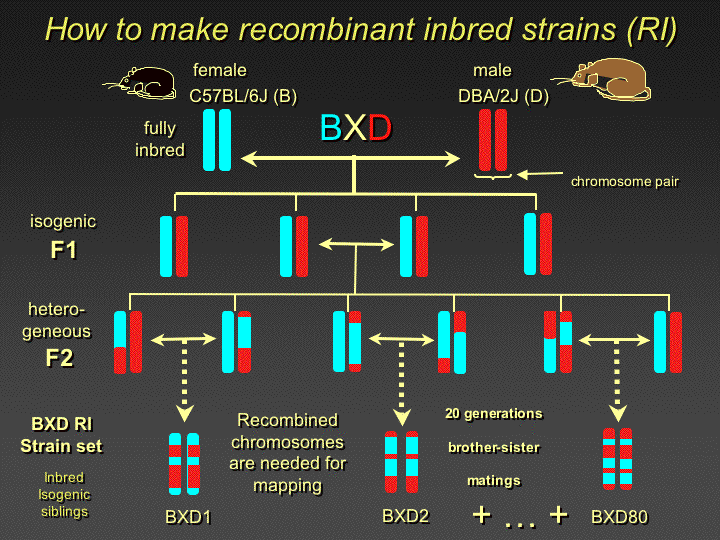 How to make recombinant inbred strains (RI)
female
male
C57BL/6J (B)
DBA/2J (D)
fully
inbred
BXD
chromosome pair
isogenic
F1
hetero-
geneous
F2
BXD RI
Strain set
Inbred
Isogenic
siblings
BXD1
Recombined
chromosomes
are needed for
mapping
BXD2
20 generations
brother-sister
matings
+ ... +
BXD80